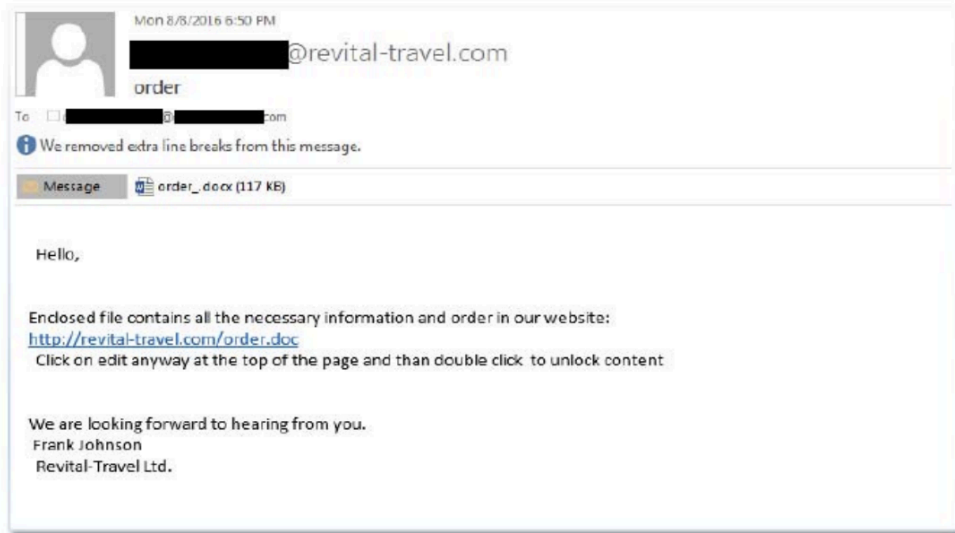 Mon 8/8/2016 6:50 PM
@revital-travel.com
order
To @ com
We removed extra line breaks from this message.
Message order_.docx (117 KB)
Hello,
Enclosed file contains all the necessary information and order in our website:
http://revital-travel.com/order.doc
Click on edit anyway at the top of the page and than double click to unlock content
We are looking forward to hearing from you.
Frank Johnson
Revital-Travel Ltd.